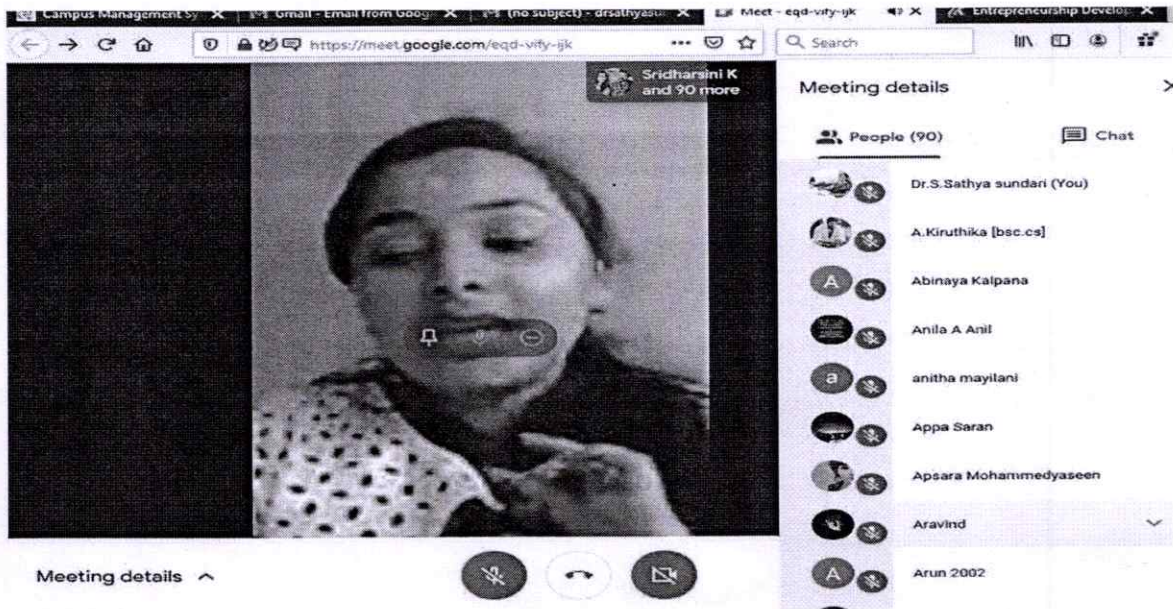 Campus Management Sy
Gmail - Email from Goog
(no subject) - drsathyasu
Meet - eqd-vify-ijk
Entrepreneurship Develop
https://meet.google.com/eqd-vify-ijk
Search
Sridharsini K
and 90 more
Meeting details
People (90)
Chat
Dr.S.Sathya sundari (You)
A.Kiruthika [bsc.cs]
A
Abinaya Kalpana
Anila A Anil
a
anitha mayilani
Appa Saran
Apsara Mohammedyaseen
Aravind
A
Arun 2002
Meeting details